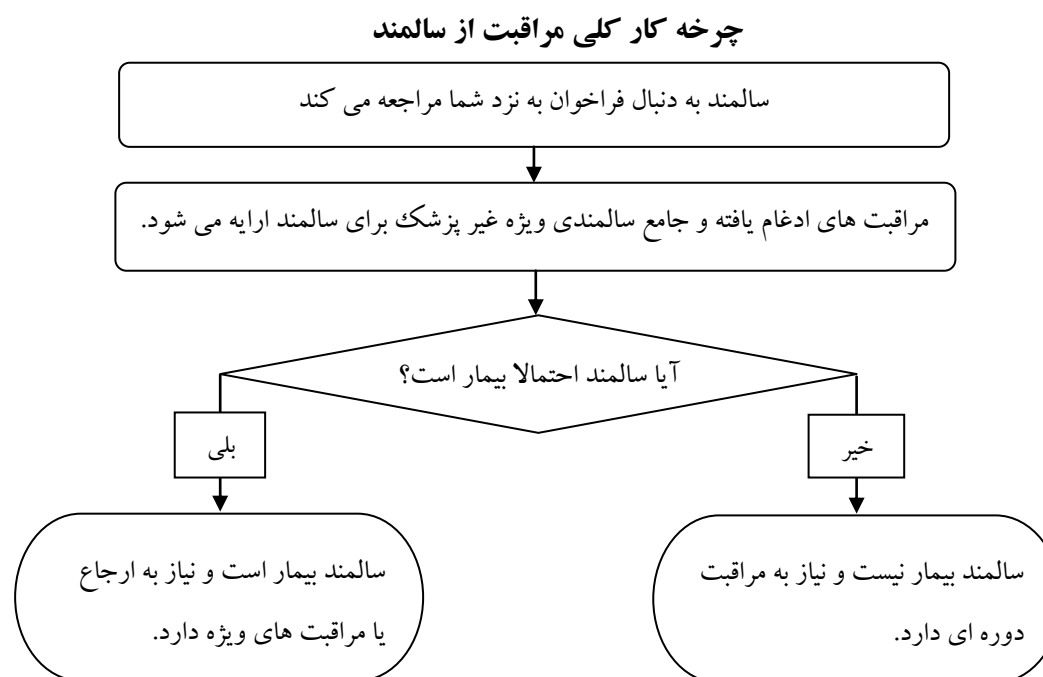 چرخه کار کلی مراقبت از سالمند
سالمند به دنبال فراخوان به نزد شما مراجعه می کند
مراقبت های ادغام یافته و جامع سالمندی ویژه غیر پزشک برای سالمند ارایه می شود.
آیا سالمند احتمالا بیمار است؟
خیر
بلی
سالمند بیمار نیست و نیاز به مراقبت
دوره ای دارد.
سالمند بیمار است و نیاز به ارجاع
یا مراقبت های ویژه دارد.